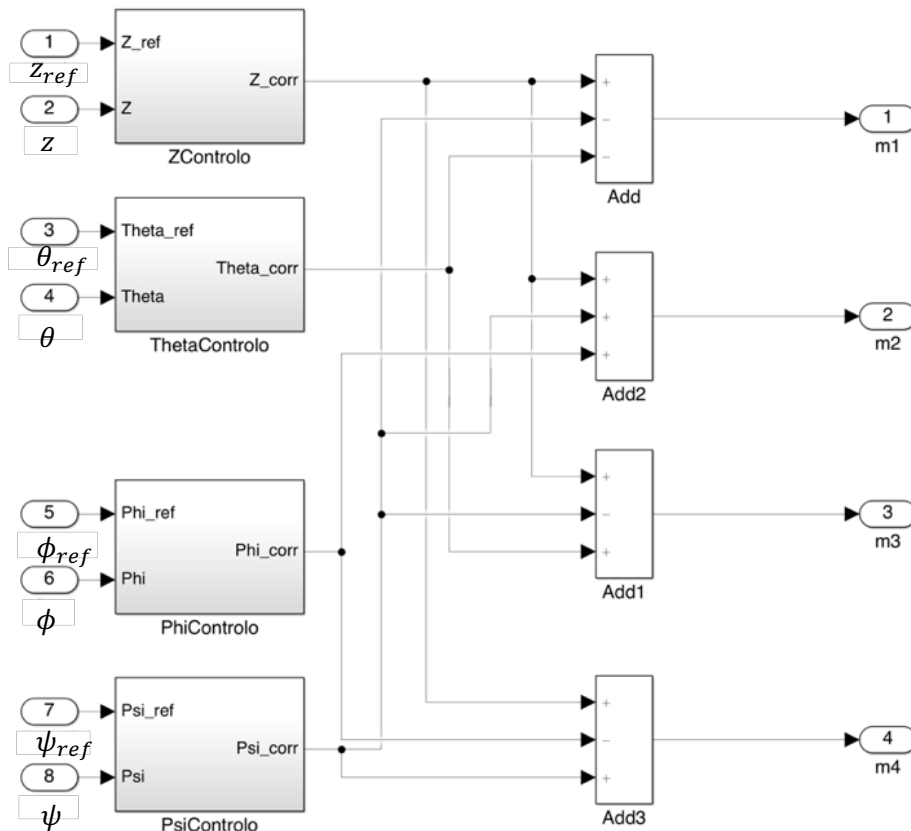 1
z_ref
2
z
Z_ref
Z
Z_corr
ZControlo
3
θ_ref
4
θ
Theta_ref
Theta
Theta_corr
ThetaControlo
5
ϕ_ref
6
ϕ
Phi_ref
Phi
Phi_corr
PhiControlo
7
ψ_ref
8
ψ
Psi_ref
Psi
Psi_corr
PsiControlo
+
−
−
Add
1
m1
+
+
+
Add2
2
m2
+
−
+
Add1
3
m3
+
−
+
Add3
4
m4